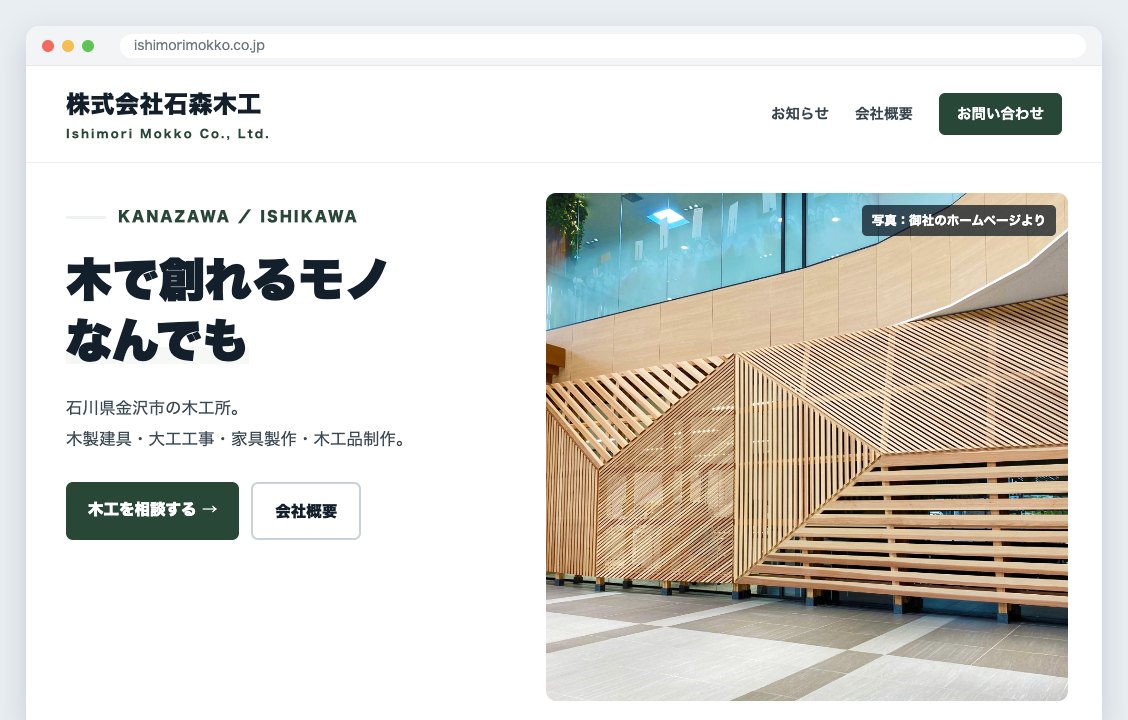 ishimorimokko.co.jp
株式会社石森木工
Ishimori Mokko Co., Ltd.
お知らせ 会社概要 お問い合わせ
KANAZAWA ／ ISHIKAWA
木で創れるモノ
なんでも
石川県金沢市の木工所。
木製建具・大工工事・家具製作・木工品制作。
木工を相談する →
会社概要
写真：御社のホームページより